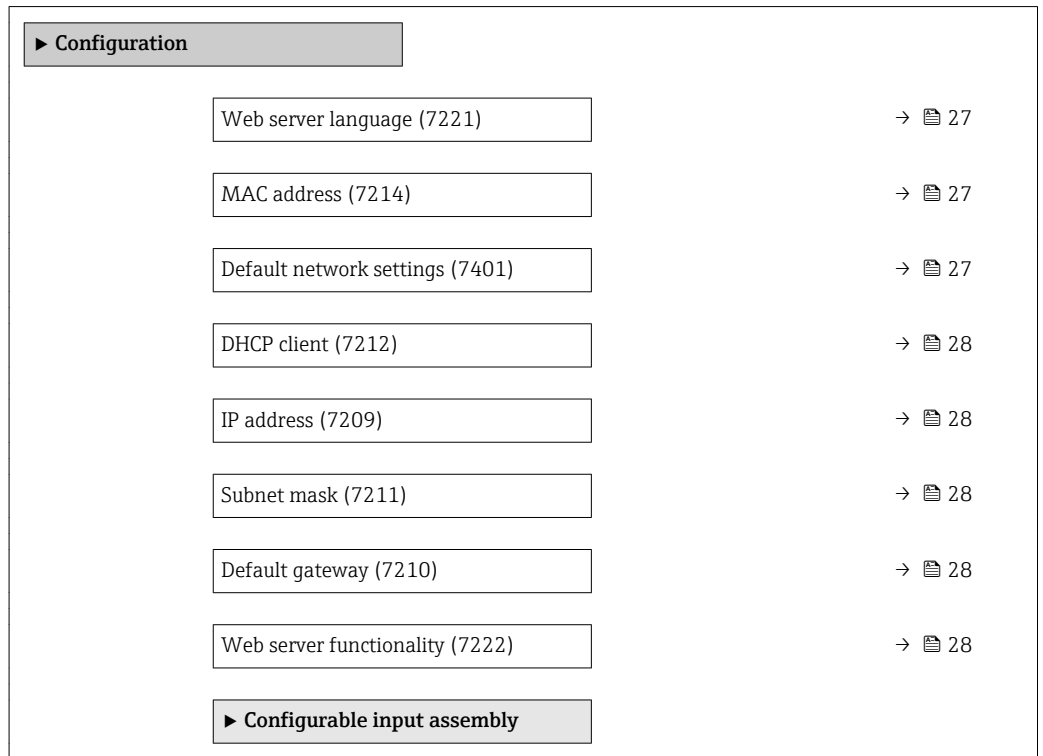 ▶ Configuration
Web server language (7221) → 27
MAC address (7214) → 27
Default network settings (7401) → 27
DHCP client (7212) → 28
IP address (7209) → 28
Subnet mask (7211) → 28
Default gateway (7210) → 28
Web server functionality (7222) → 28
▶ Configurable input assembly